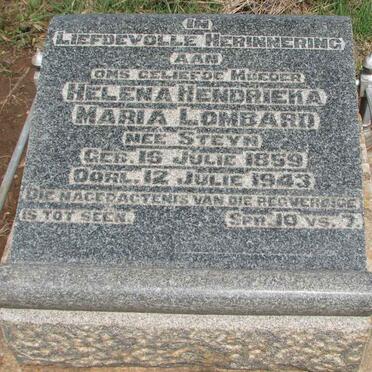 IN
LIEFDEVOLLE HERINNERING
AAN
ONS GELIEFDE MOEDER
HELENA HENDRIEKA
MARIA LOMBARD
NEE STEYN
GEB. 15 JULIE 1859
OORL. 12 JULIE 1943
DIE NAGEDAGTENIS VAN DIE REGVERDIGE
IS TOT SEEN. SPR. 10 VS. 7.